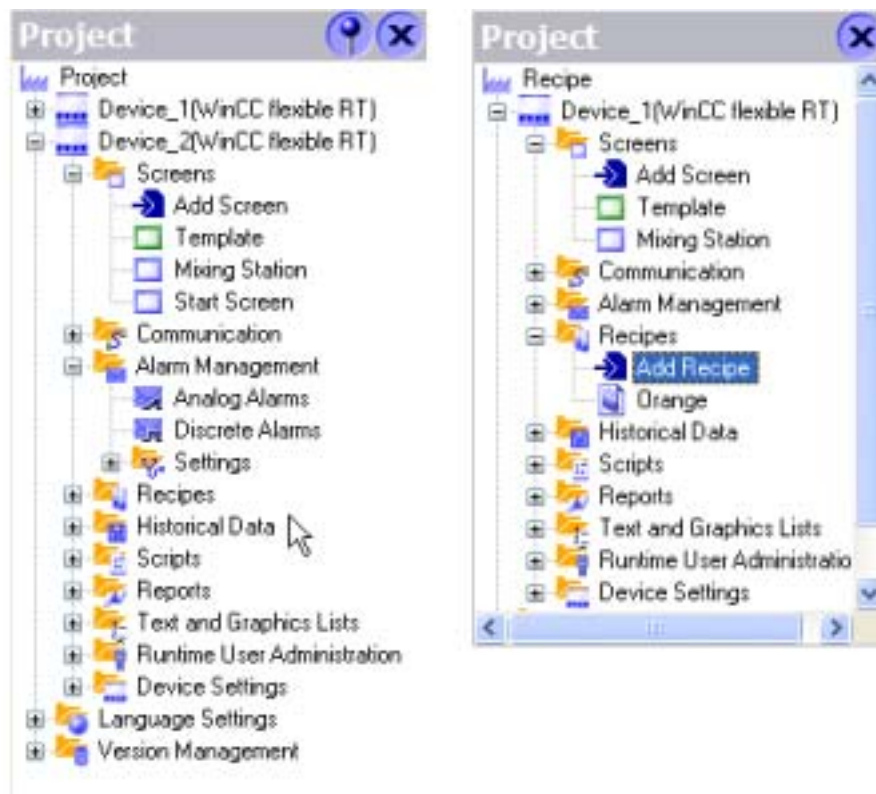 Project
Project
Device_1(WinCC flexible RT)
Device_2(WinCC flexible RT)
Screens
Add Screen
Template
Mixing Station
Start Screen
Communication
Alarm Management
Analog Alarms
Discrete Alarms
Settings
Recipes
Historical Data
Scripts
Reports
Text and Graphics Lists
Runtime User Administration
Device Settings
Language Settings
Version Management
Project
Recipe
Device_1(WinCC flexible RT)
Screens
Add Screen
Template
Mixing Station
Communication
Alarm Management
Recipes
Add Recipe
Orange
Historical Data
Scripts
Reports
Text and Graphics Lists
Runtime User Administratio
Device Settings